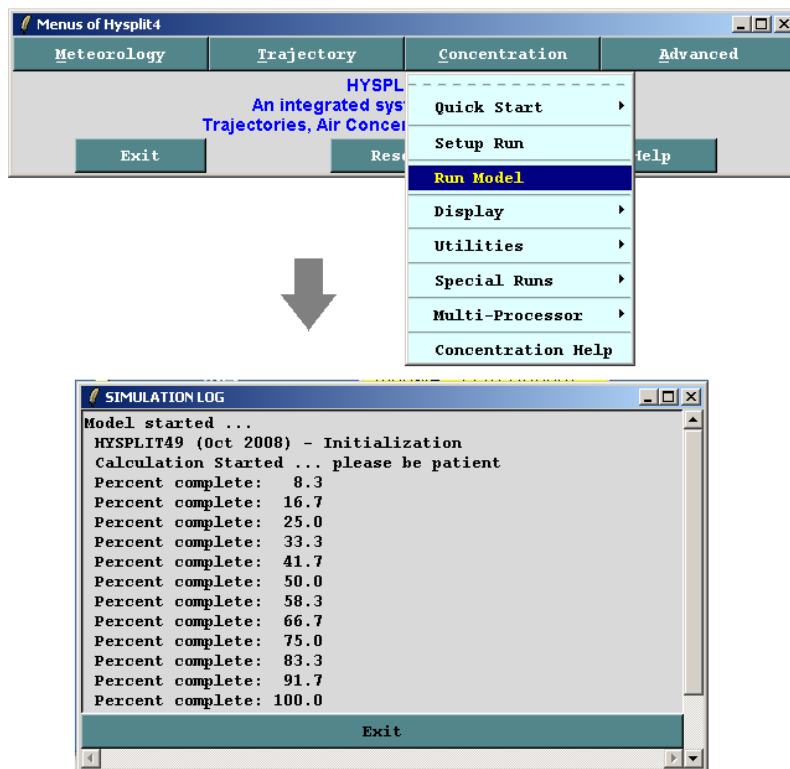 Menus of Hysplit4
Meteorology Trajectory Concentration Advanced
HYSPL
An integrated sys
Trajectories, Air Conce
Exit
Quick Start
Setup Run
Run Model
Display
Utilities
Special Runs
Multi-Processor
Concentration Help
SIMULATION LOG
Model started ...
HYSPLIT49 (Oct 2008) - Initialization
Calculation Started ... please be patient
Percent complete: 8.3
Percent complete: 16.7
Percent complete: 25.0
Percent complete: 33.3
Percent complete: 41.7
Percent complete: 50.0
Percent complete: 58.3
Percent complete: 66.7
Percent complete: 75.0
Percent complete: 83.3
Percent complete: 91.7
Percent complete: 100.0
Exit